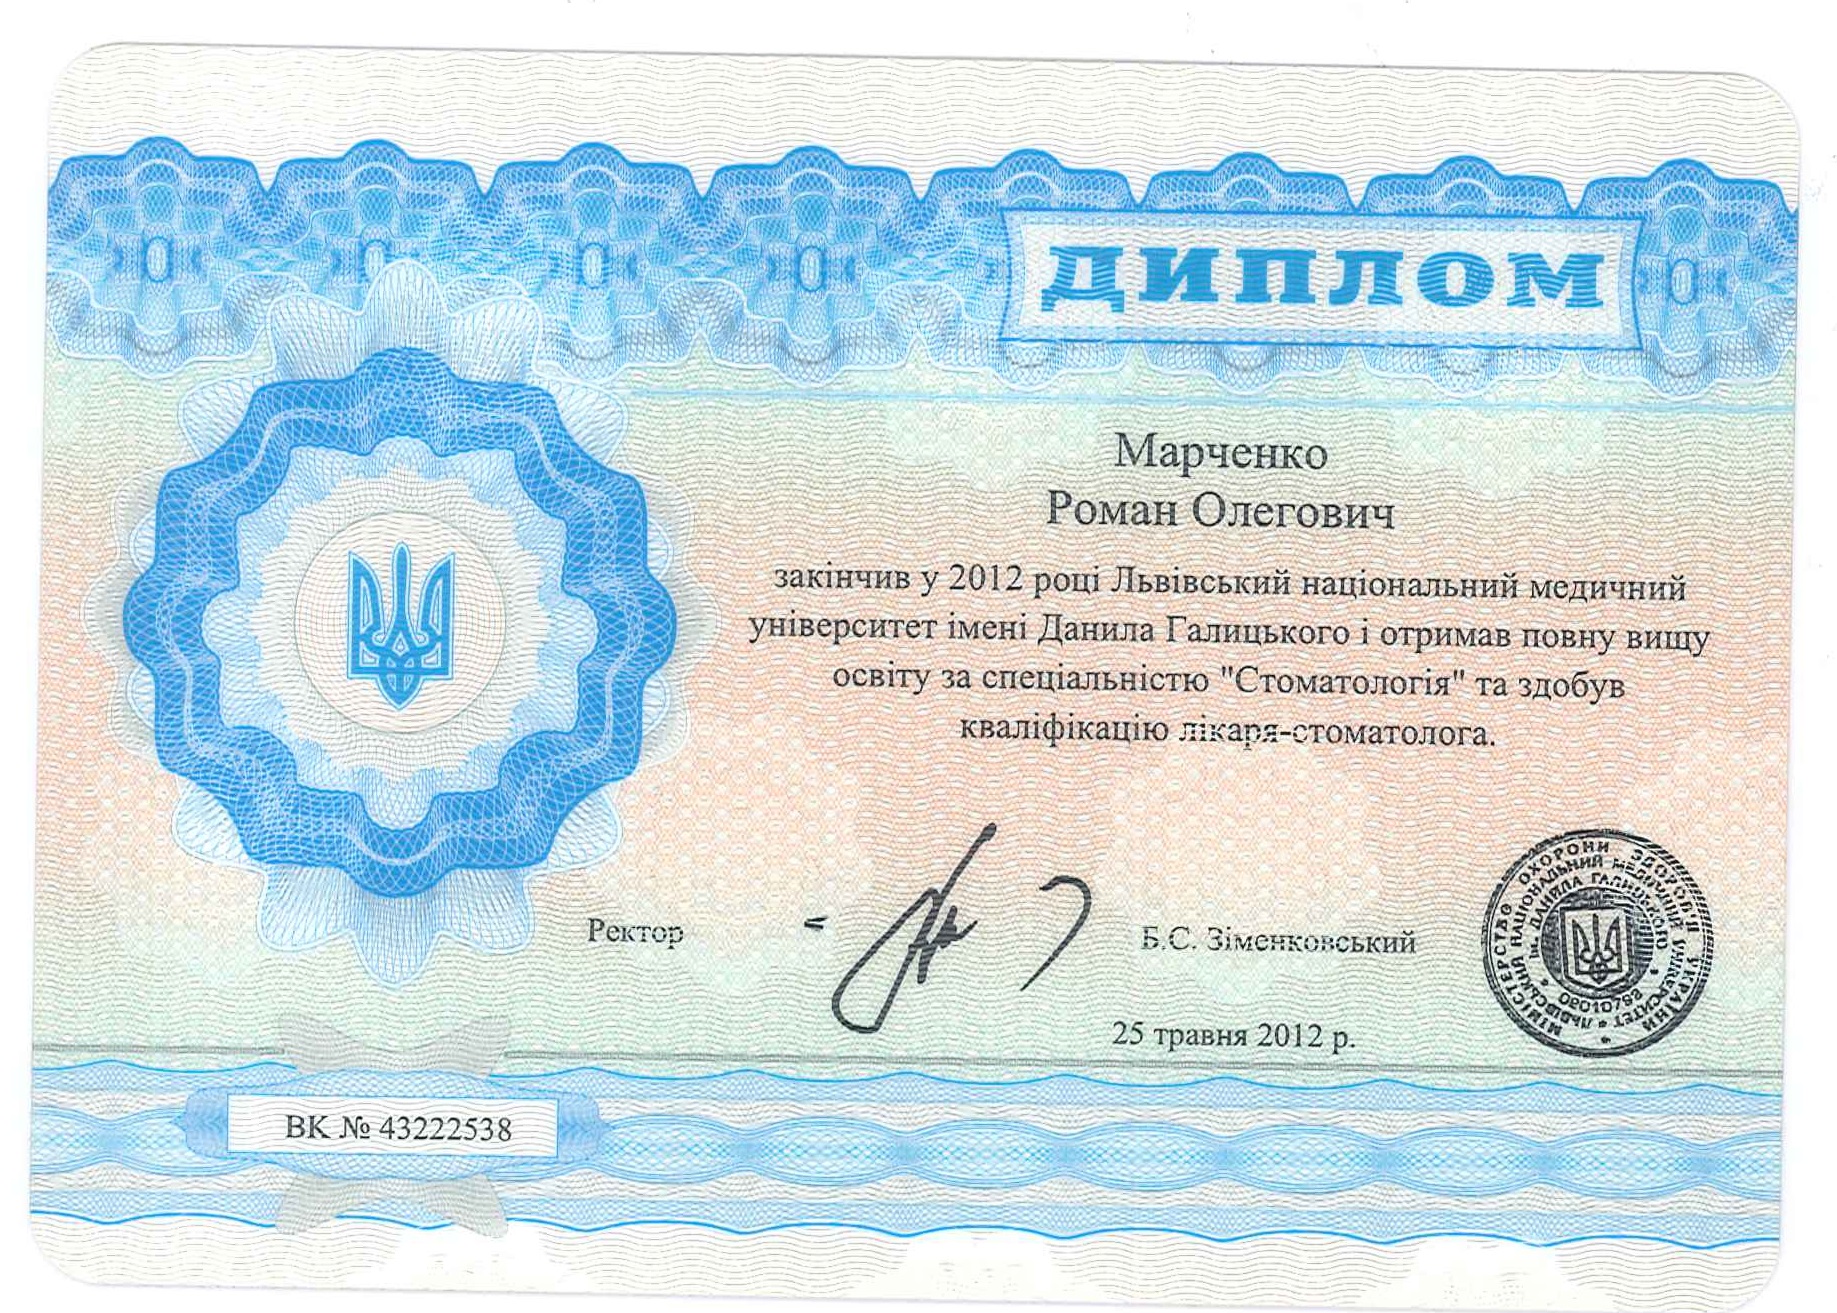 ДИПЛОМ
Марченко
Роман Олегович
закінчив у 2012 році Львівський національний медичний
університет імені Данила Галицького і отримав повну вищу
освіту за спеціальністю "Стоматологія" та здобув
кваліфікацію лікаря-стоматолога.
Ректор
Б.С. Зіменковський
25 травня 2012 р.
МІНІСТЕРСТВО ОХОРОНИ ЗДОРОВ'Я УКРАЇНИ
ЛЬВІВСЬКИЙ НАЦІОНАЛЬНИЙ МЕДИЧНИЙ УНІВЕРСИТЕТ
ім. ДАНИЛА ГАЛИЦЬКОГО
02010793
ВК № 43222538